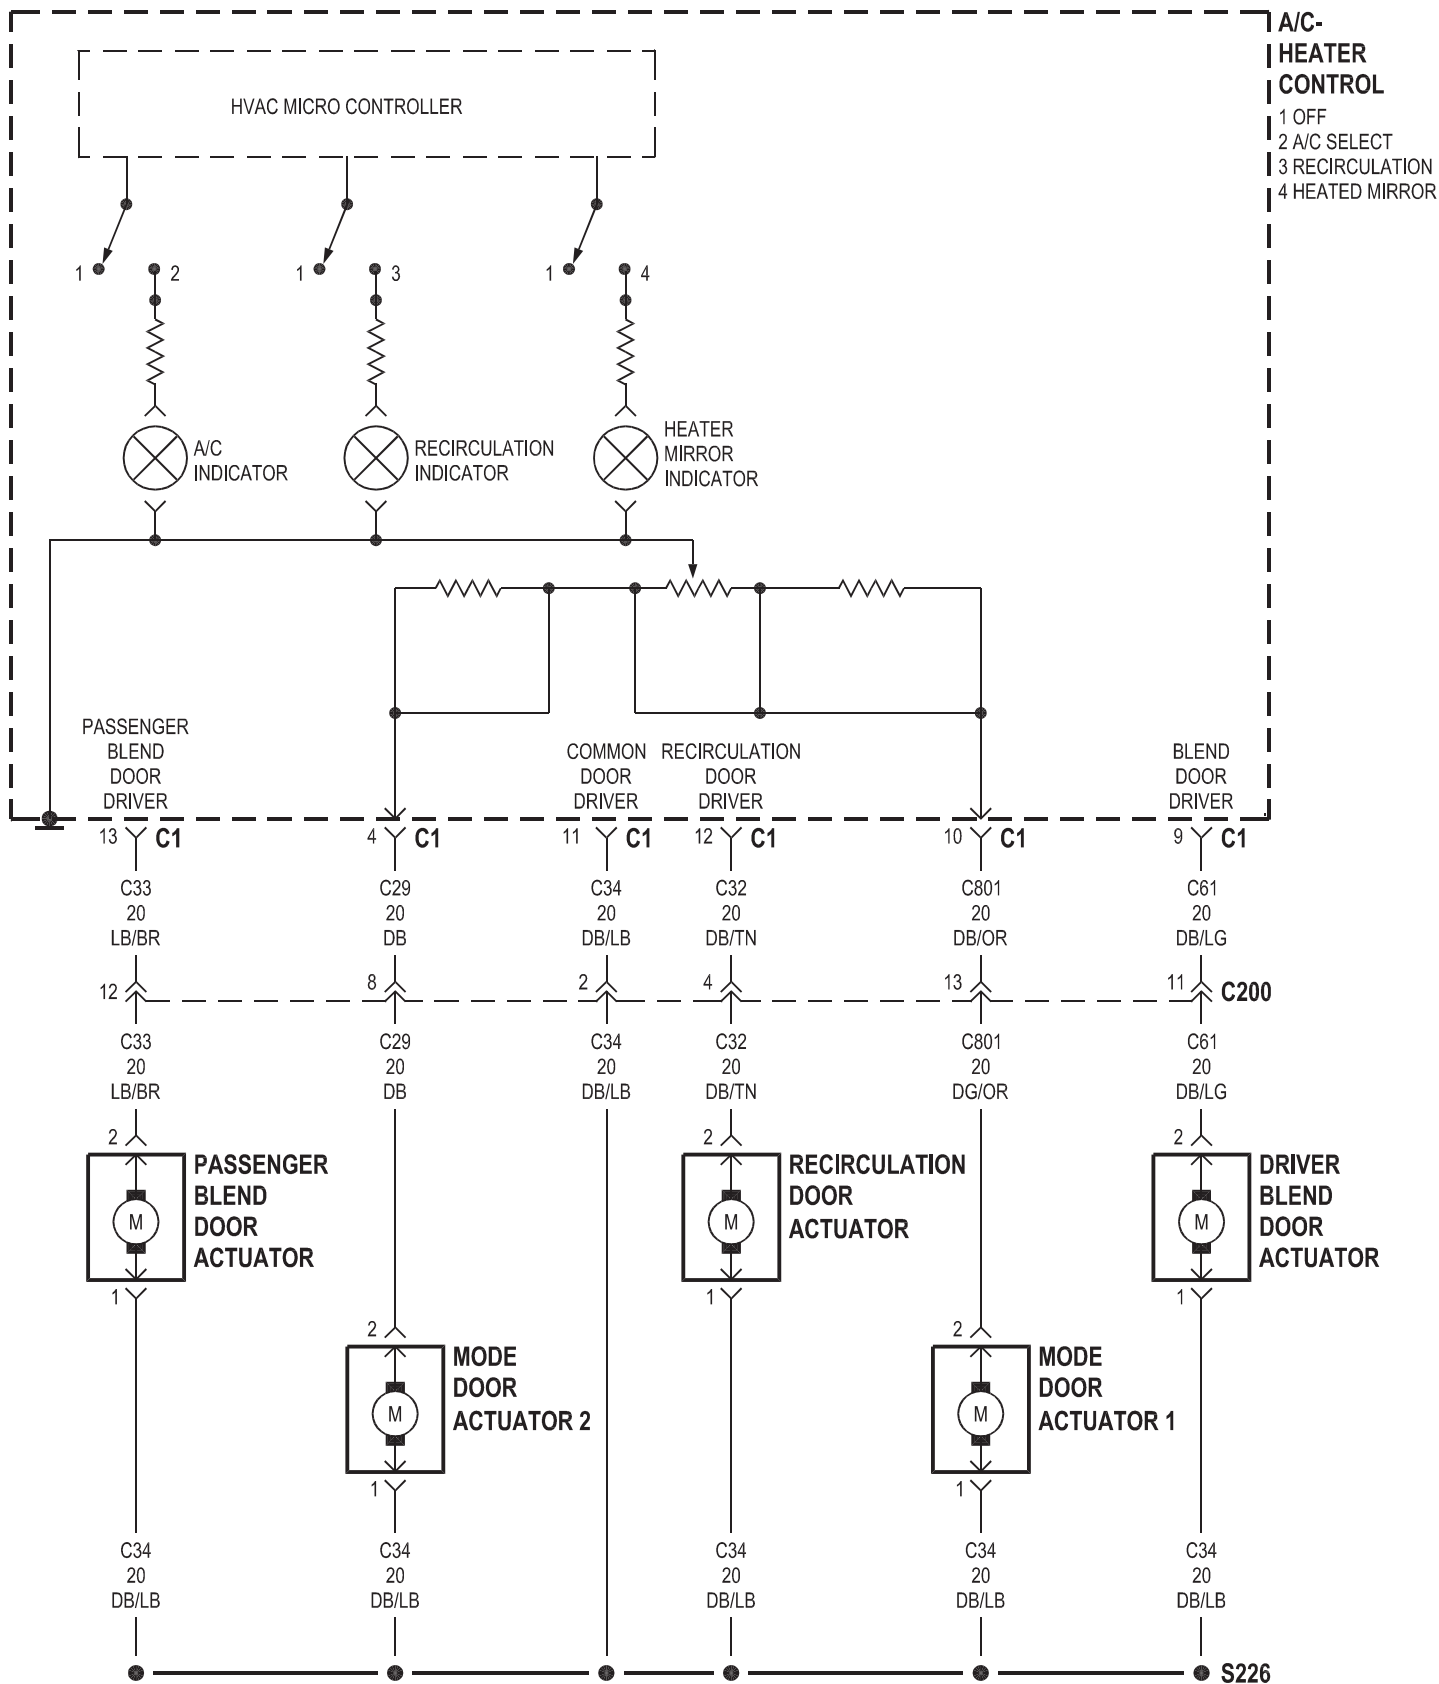 A/C-
HEATER
CONTROL
1 OFF
2 A/C SELECT
3 RECIRCULATION
4 HEATED MIRROR
HVAC MICRO CONTROLLER
1 2 1 3 1 4
A/C
INDICATOR
RECIRCULATION
INDICATOR
HEATER
MIRROR
INDICATOR
PASSENGER
BLEND
DOOR
DRIVER
COMMON
DOOR
DRIVER
RECIRCULATION
DOOR
DRIVER
BLEND
DOOR
DRIVER
13 C1 4 C1 11 C1 12 C1 10 C1 9 C1
C33 C29 C34 C32 C801 C61
20 20 20 20 20 20
LB/BR DB DB/LB DB/TN DB/OR DB/LG
12 8 2 4 13 11 C200
C33 C29 C34 C32 C801 C61
20 20 20 20 20 20
LB/BR DB DB/LB DB/TN DG/OR DB/LG
2 2 2
PASSENGER
BLEND
DOOR
ACTUATOR
M
RECIRCULATION
DOOR
ACTUATOR
M
DRIVER
BLEND
DOOR
ACTUATOR
M
1 1 1
2 2
MODE
DOOR
ACTUATOR 2
M
MODE
DOOR
ACTUATOR 1
M
1 1
C34 C34 C34 C34 C34
20 20 20 20 20
DB/LB DB/LB DB/LB DB/LB DB/LB
S226